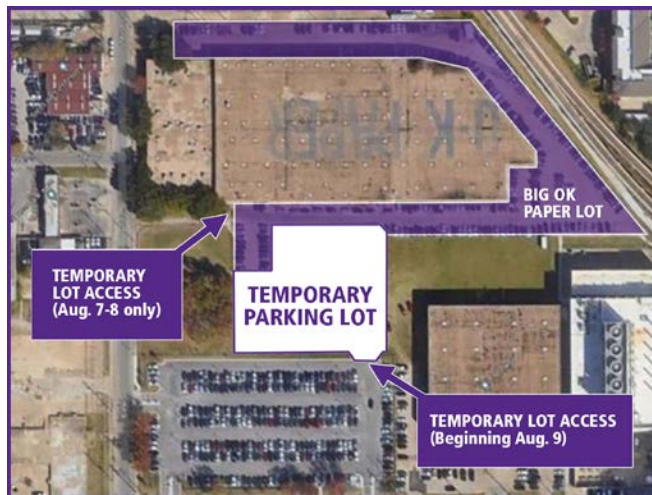 O-K PAPER
BIG OK
PAPER LOT
TEMPORARY
LOT ACCESS
(Aug. 7-8 only)
TEMPORARY
PARKING LOT
TEMPORARY LOT ACCESS
(Beginning Aug. 9)